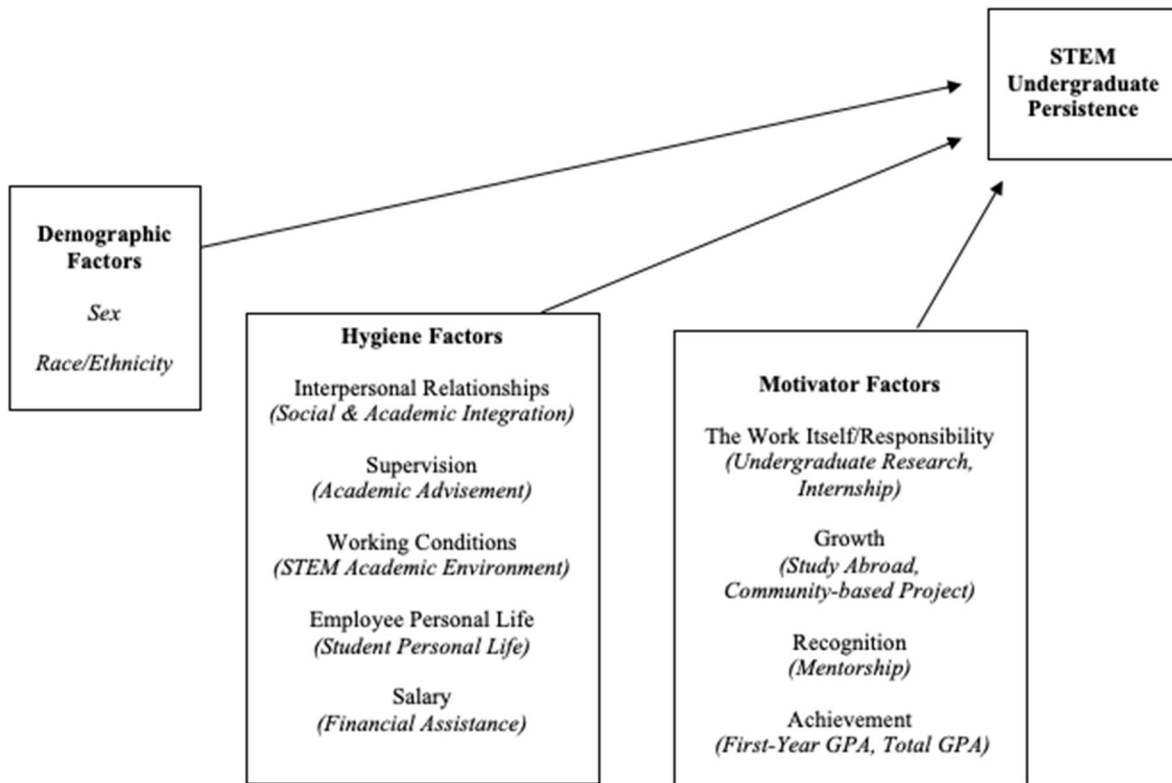 STEM
Undergraduate
Persistence
Demographic
Factors
Sex
Race/Ethnicity
Hygiene Factors
Interpersonal Relationships
(Social & Academic Integration)
Supervision
(Academic Advisement)
Working Conditions
(STEM Academic Environment)
Employee Personal Life
(Student Personal Life)
Salary
(Financial Assistance)
Motivator Factors
The Work Itself/Responsibility
(Undergraduate Research,
Internship)
Growth
(Study Abroad,
Community-based Project)
Recognition
(Mentorship)
Achievement
(First-Year GPA, Total GPA)